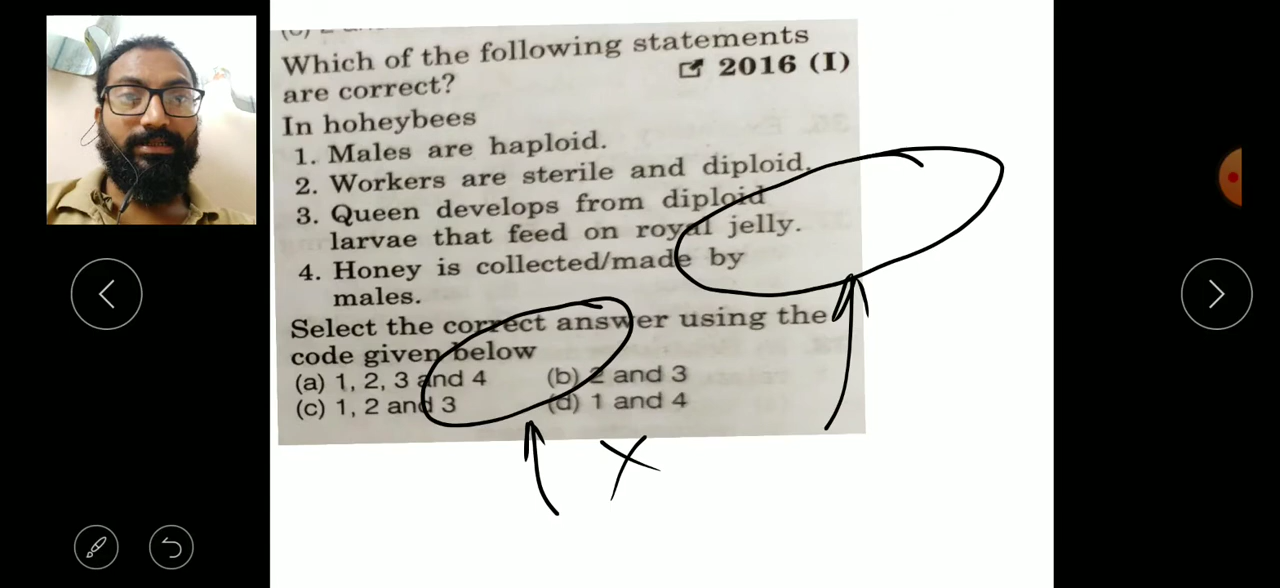 Which of the following statements
are correct? 2016 (I)
In hoheybees
1. Males are haploid.
2. Workers are sterile and diploid.
3. Queen develops from diploid
larvae that feed on royal jelly.
4. Honey is collected/made by
males.
Select the correct answer using the
code given below
(a) 1, 2, 3 and 4 (b) 2 and 3
(c) 1, 2 and 3 (d) 1 and 4